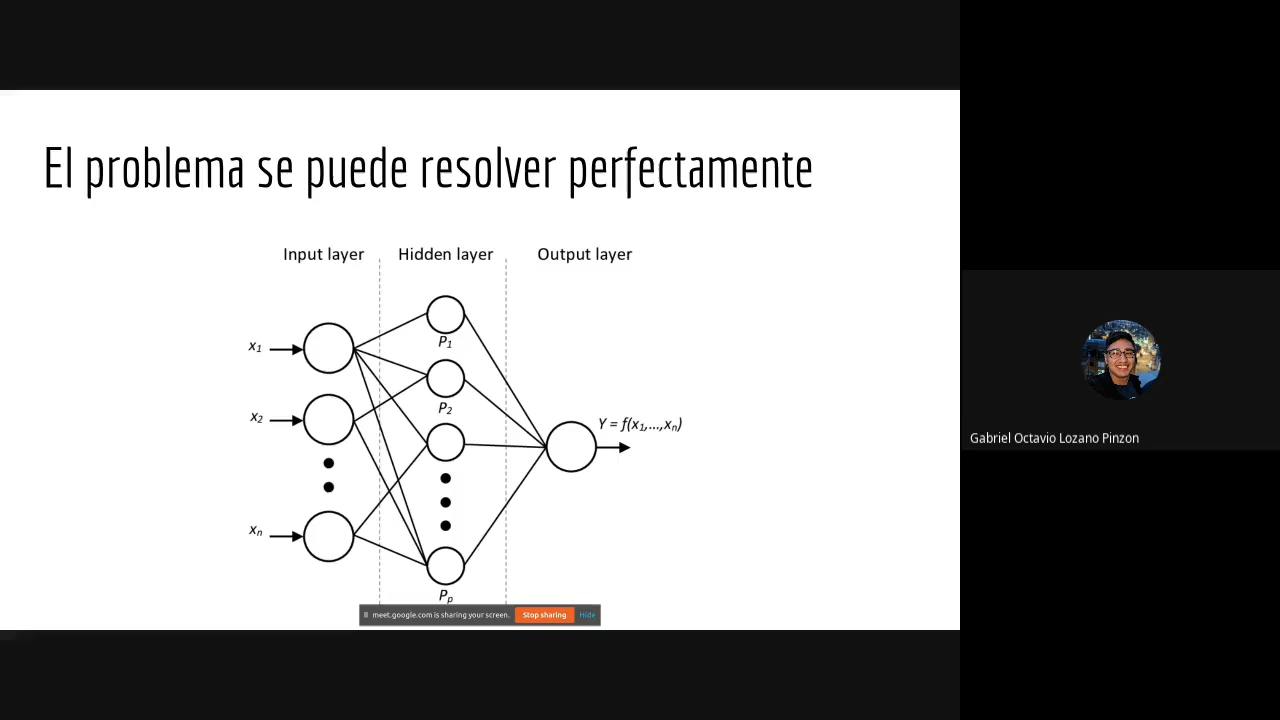 El problema se puede resolver perfectamente
Input layer Hidden layer Output layer
x1
x2
xn
P1
P2
Pp
Y = f(x1,...,xn)
meet.google.com is sharing your screen. Stop sharing Hide
Gabriel Octavio Lozano Pinzon